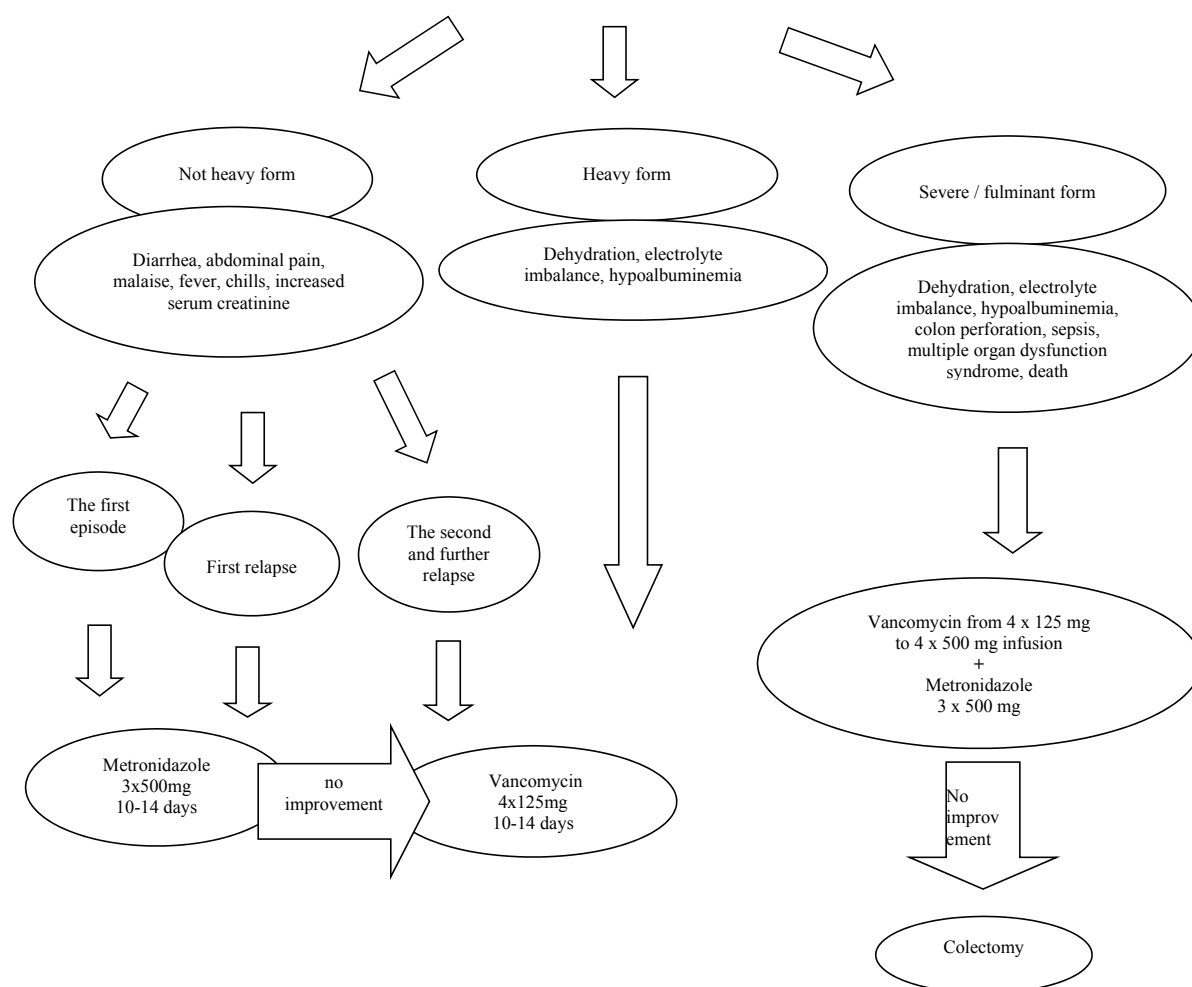 Not heavy form
Heavy form
Severe / fulminant form
Diarrhea, abdominal pain,
malaise, fever, chills, increased
serum creatinine
Dehydration, electrolyte
imbalance, hypoalbuminemia
Dehydration, electrolyte
imbalance, hypoalbuminemia,
colon perforation, sepsis,
multiple organ dysfunction
syndrome, death
The first
episode
First relapse
The second
and further
relapse
Vancomycin from 4 x 125 mg
to 4 x 500 mg infusion
+
Metronidazole
3 x 500 mg
Metronidazole
3x500mg
10-14 days
no
improvement
Vancomycin
4x125mg
10-14 days
No
improv
ement
Colectomy